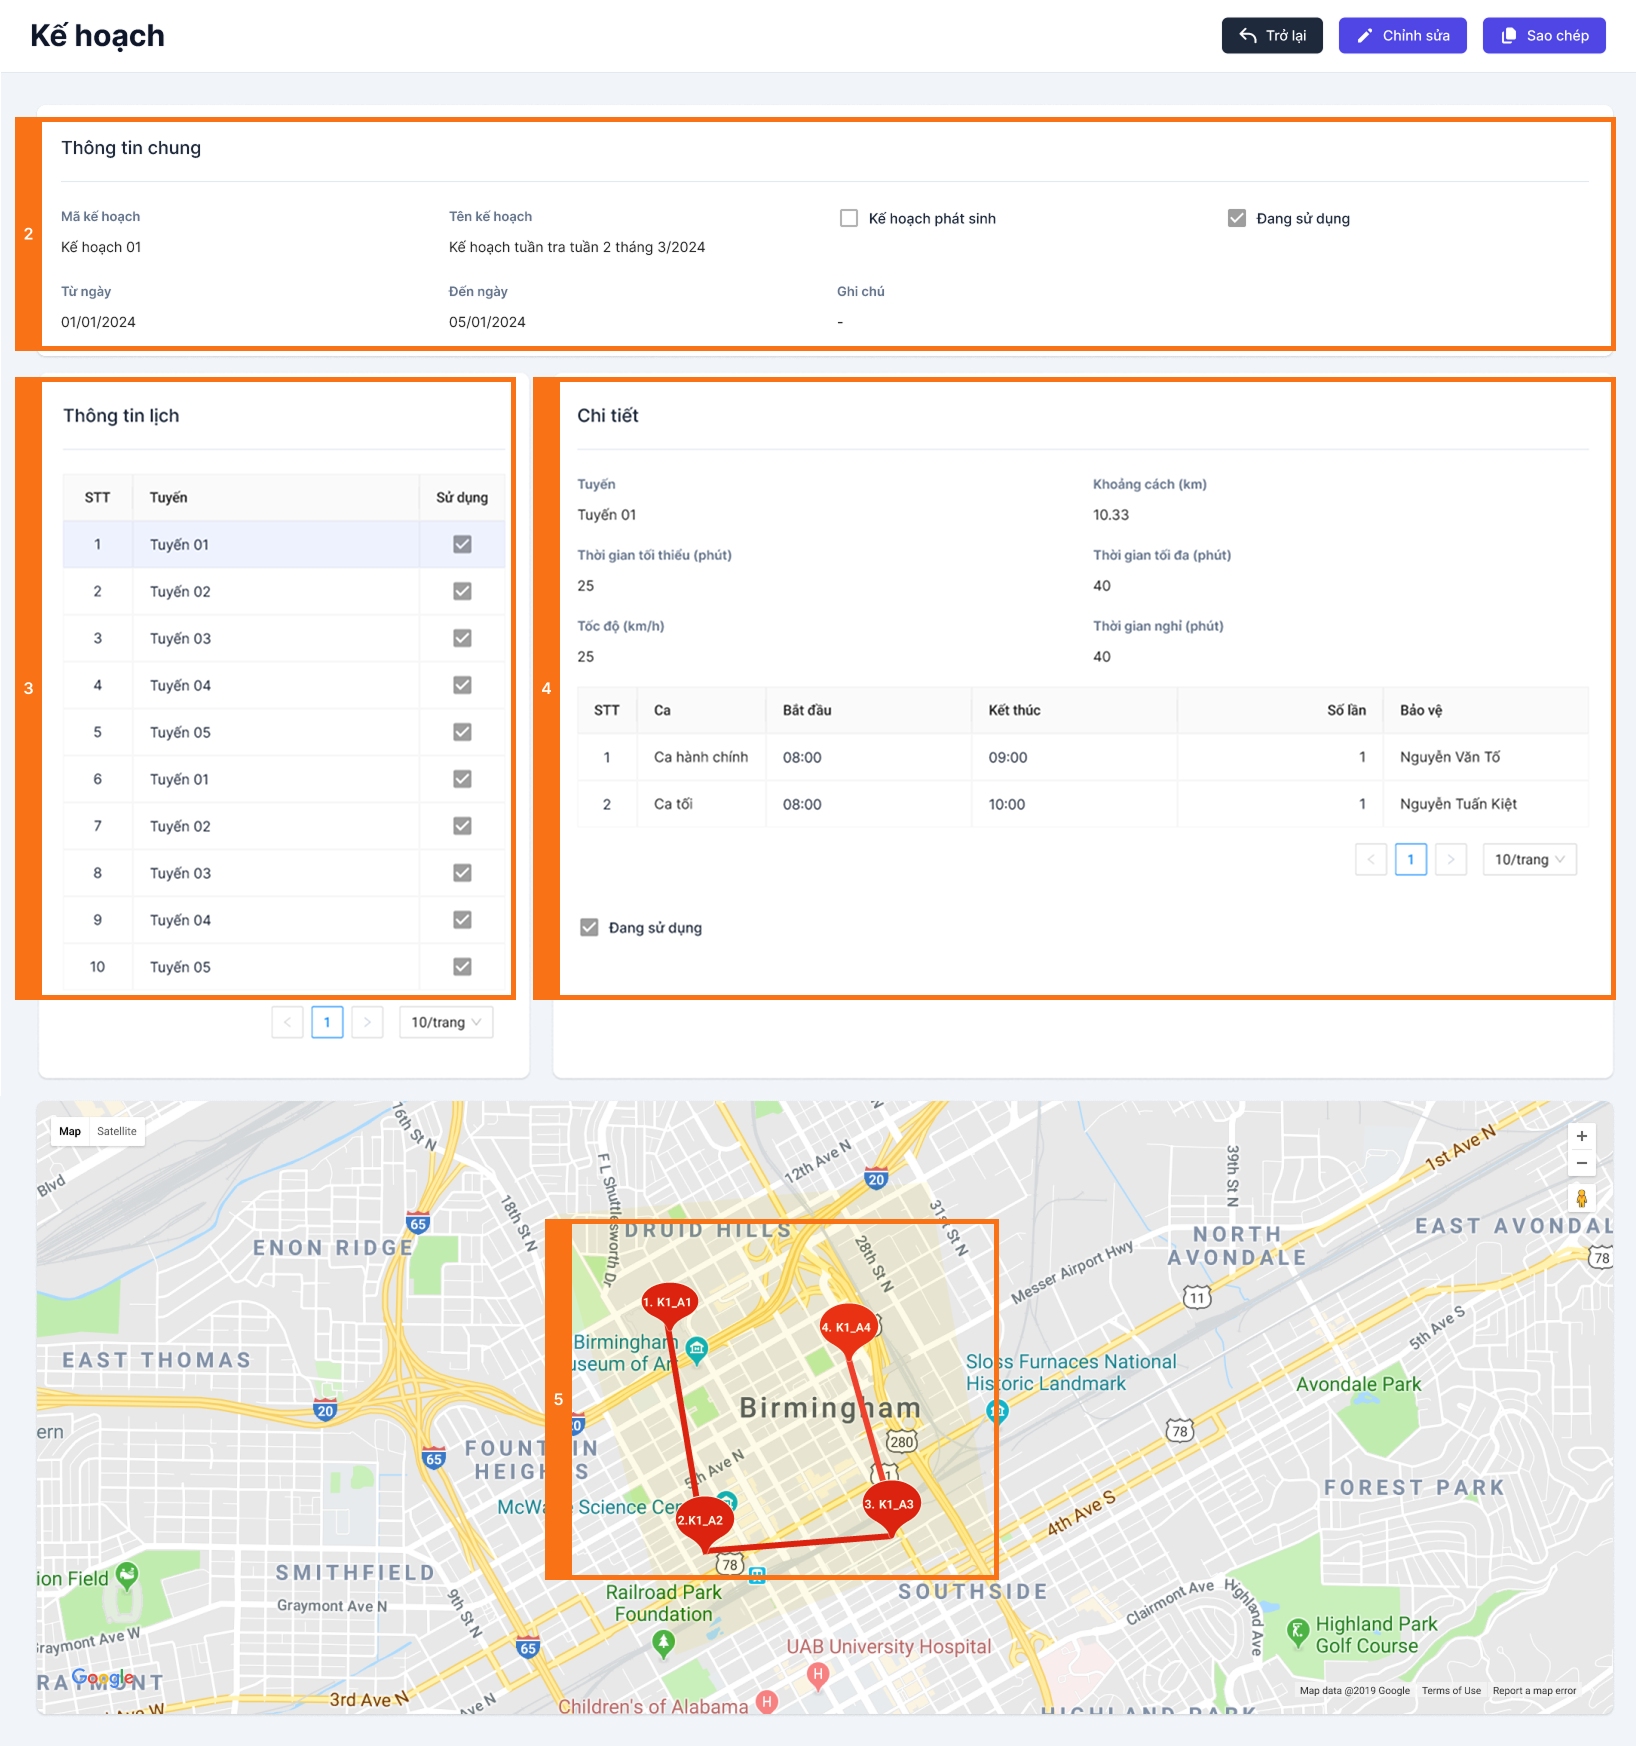 Kế hoạch
Trở lại
Chỉnh sửa
Sao chép
2
Thông tin chung
Mã kế hoạch
Tên kế hoạch
Kế hoạch phát sinh
Đang sử dụng
Kế hoạch 01
Kế hoạch tuần tra tuần 2 tháng 3/2024
Từ ngày
Đến ngày
Ghi chú
01/01/2024
05/01/2024
-
3
Thông tin lịch
STT Tuyến Sử dụng
1 Tuyến 01
2 Tuyến 02
3 Tuyến 03
4 Tuyến 04
5 Tuyến 05
6 Tuyến 01
7 Tuyến 02
8 Tuyến 03
9 Tuyến 04
10 Tuyến 05
< 1 > 10/trang
4
Chi tiết
Tuyến
Khoảng cách (km)
Tuyến 01
10.33
Thời gian tối thiểu (phút)
Thời gian tối đa (phút)
25
40
Tốc độ (km/h)
Thời gian nghỉ (phút)
25
40
STT Ca Bắt đầu Kết thúc Số lần Bảo vệ
1 Ca hành chính 08:00 09:00 1 Nguyễn Văn Tố
2 Ca tối 08:00 10:00 1 Nguyễn Tuấn Kiệt
< 1 > 10/trang
Đang sử dụng
Map Satellite
+
−
16th St N
12th Ave N
39th St N
1st Ave N
Blvd
F L Shuttlesworth Dr
20
18th St N
31st St N
65
DRUID HILLS
ENON RIDGE
28th St N
NORTH
AVONDALE
EAST AVONDAL
78
Messer Airport Hwy
11
5
1. K1_A1
4. K1_A4
5th Ave S
Birmingham
useum of Ar
EAST THOMAS
Sloss Furnaces National
Historic Landmark
Avondale Park
20
Birmingham
ern
78
280
FOUNTAIN
HEIGHTS
65
5th Ave N
FOREST PARK
McWa
Science Cen
2.K1_A2
3. K1_A3
4th Ave S
78
SMITHFIELD
ion Field
Graymont Ave N
9th St N
Railroad Park
Foundation
SOUTHSIDE
Clairmont Ave
Highland Ave
Highland Park
Golf Course
Graymont Ave W
65
UAB University Hospital
H
Google
3rd Ave N
Ave N
Children's of Alabama
H
Map data @2019 Google
Terms of Use
Report a map error
HIGHLAND PARK